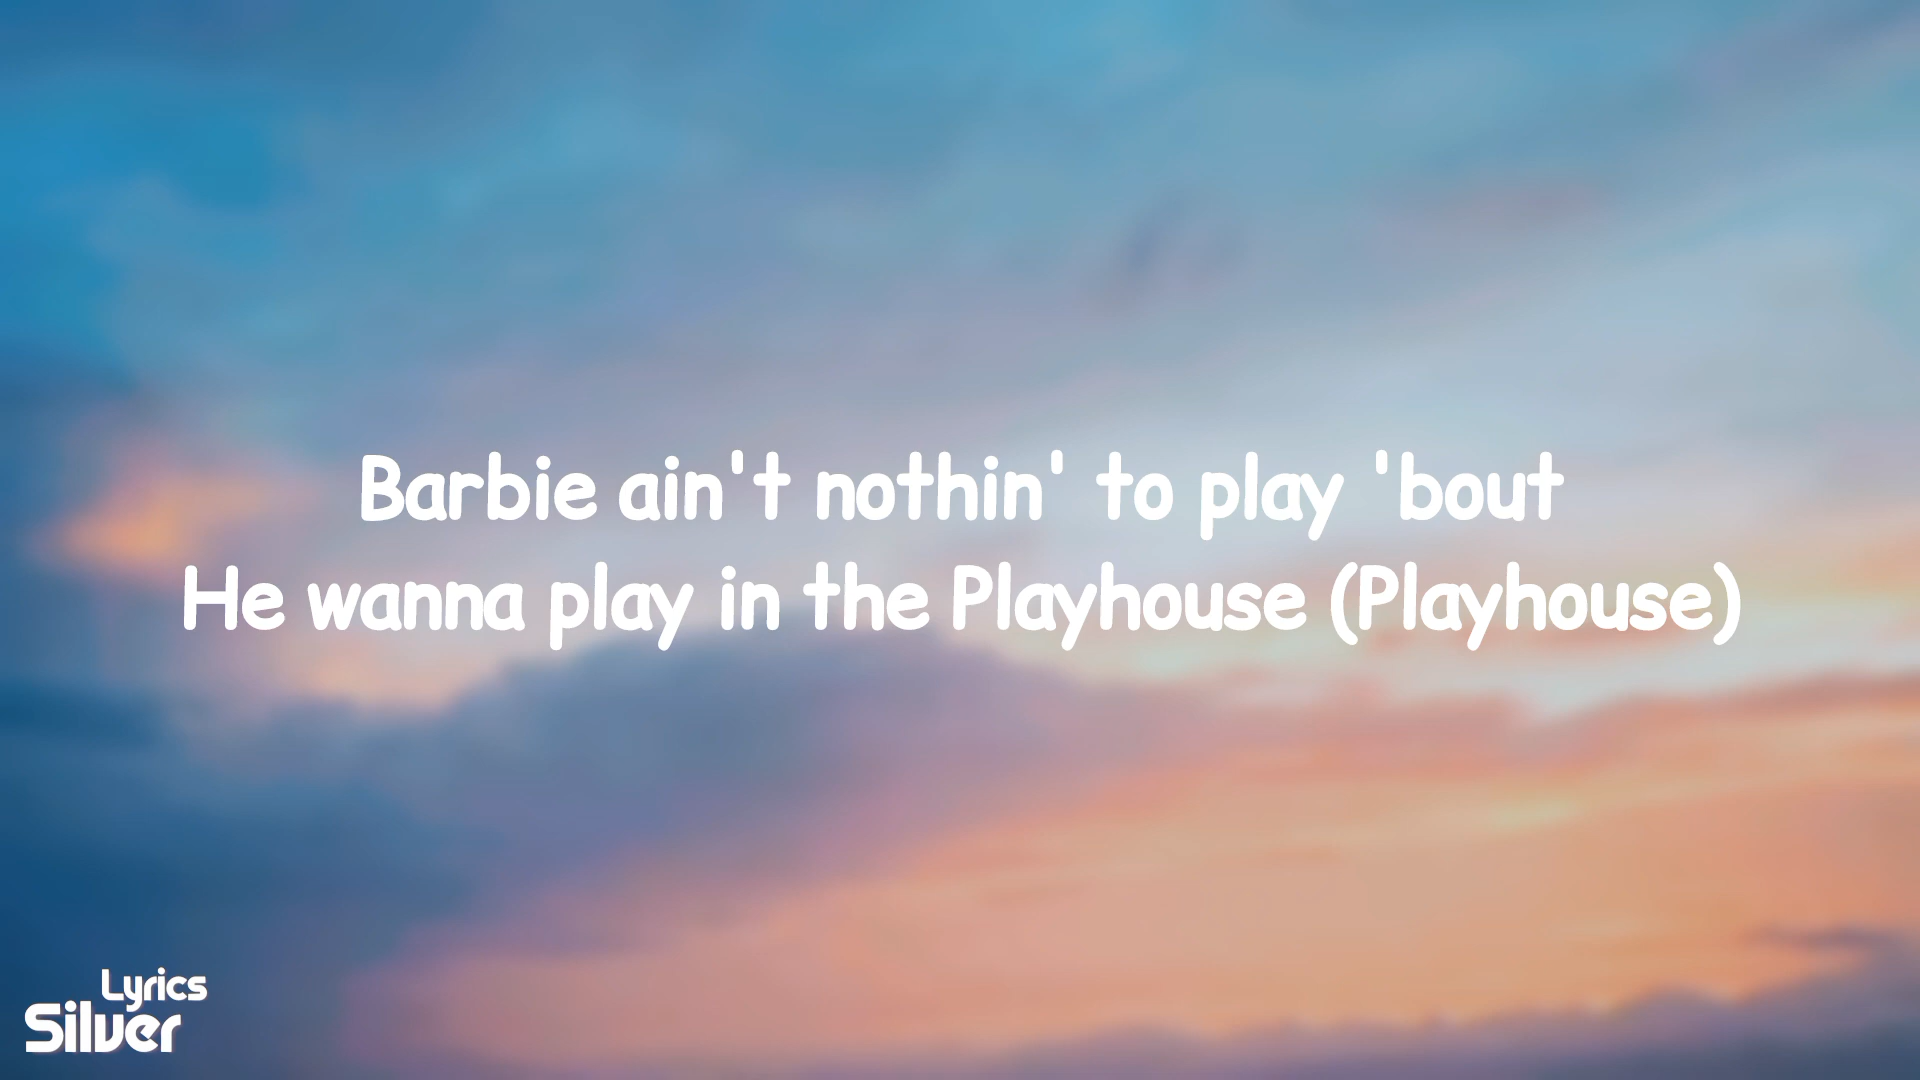 Barbie ain't nothin' to play 'bout
He wanna play in the Playhouse (Playhouse)
Lyrics
Silver